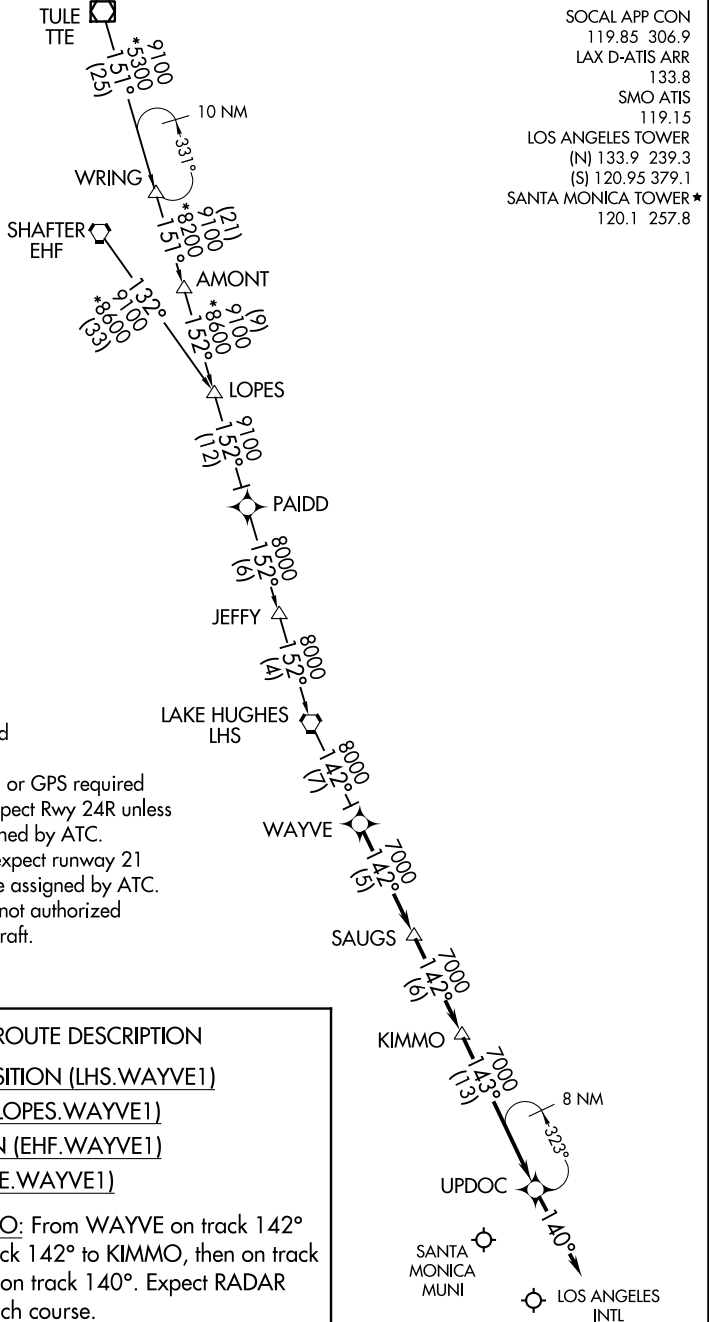 SOCAL APP CON
119.85 306.9
LAX D-ATIS ARR
133.8
SMO ATIS
119.15
LOS ANGELES TOWER
(N) 133.9 239.3
(S) 120.95 379.1
SANTA MONICA TOWER★
120.1 257.8
TULE
TTE
9100
*5300
151°
(25)
10 NM
331°
WRING
(21)
9100
*8200
151°
SHAFTER
EHF
132°
9100
*8600
(33)
AMONT
(9)
9100
*8600
152°
LOPES
9100
152°
(12)
PAIDD
8000
152°
(6)
JEFFY
8000
152°
(4)
LAKE HUGHES
LHS
8000
142°
(7)
WAYVE
7000
142°
(5)
SAUGS
7000
142°
(6)
KIMMO
7000
143°
(13)
8 NM
323°
UPDOC
140°
SANTA
MONICA
MUNI
LOS ANGELES
INTL
or GPS required
pect Rwy 24R unless
ned by ATC.
expect runway 21
e assigned by ATC.
not authorized
raft.
ROUTE DESCRIPTION
SITION (LHS.WAYVE1)
LOPES.WAYVE1)
N (EHF.WAYVE1)
E.WAYVE1)
O: From WAYVE on track 142°
ck 142° to KIMMO, then on track
on track 140°. Expect RADAR
ch course.